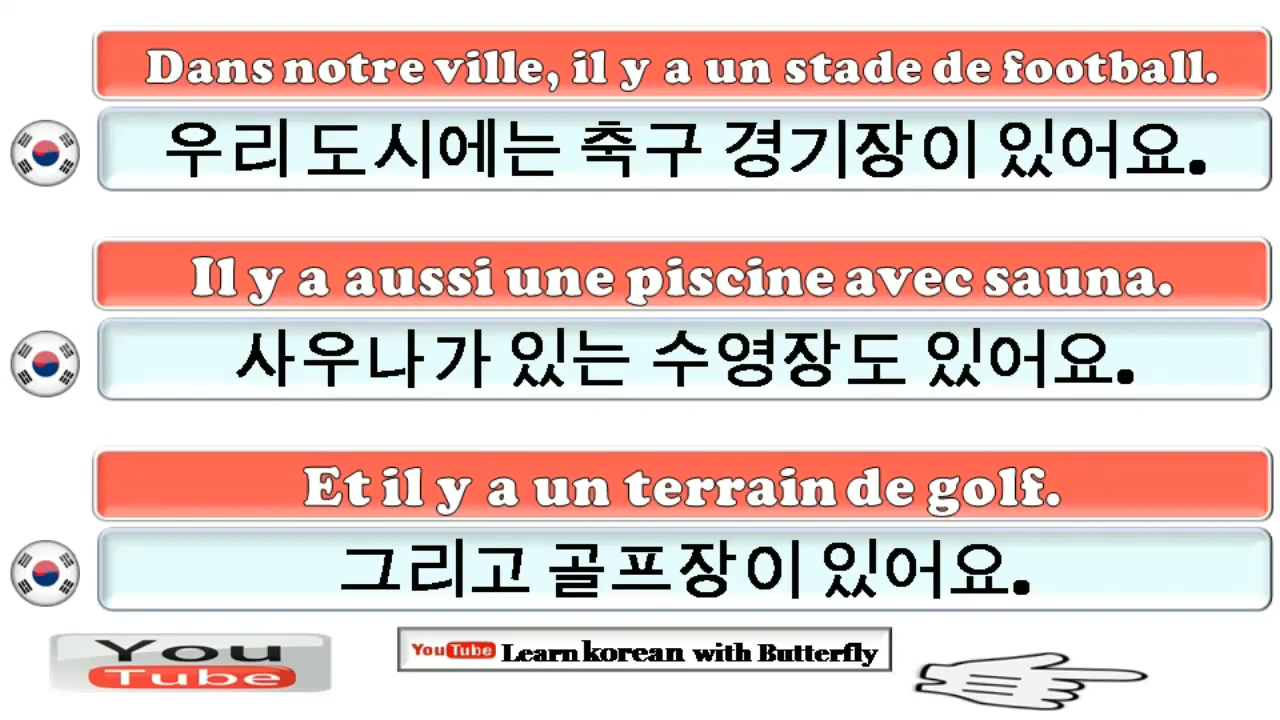 Dans notre ville, il y a un stade de football.
우리 도시에는 축구 경기장이 있어요.
Il y a aussi une piscine avec sauna.
사우나가 있는 수영장도 있어요.
Et il y a un terrain de golf.
그리고 골프장이 있어요.
You
Tube
YouTube Learn korean with Butterfly